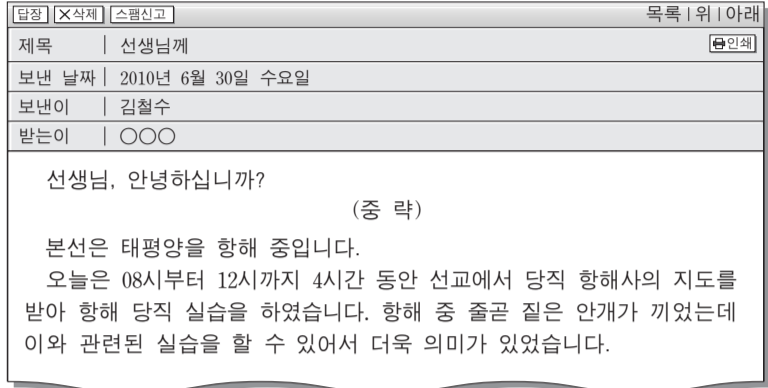 답장 ×삭제 스팸신고 목록 | 위 | 아래
제목 | 선생님께 인쇄
보낸 날짜 | 2010년 6월 30일 수요일
보낸이 | 김철수
받는이 | ○○○
선생님, 안녕하십니까?
(중 략)
본선은 태평양을 항해 중입니다.
오늘은 08시부터 12시까지 4시간 동안 선교에서 당직 항해사의 지도를
받아 항해 당직 실습을 하였습니다. 항해 중 줄곧 짙은 안개가 끼었는데
이와 관련된 실습을 할 수 있어서 더욱 의미가 있었습니다.